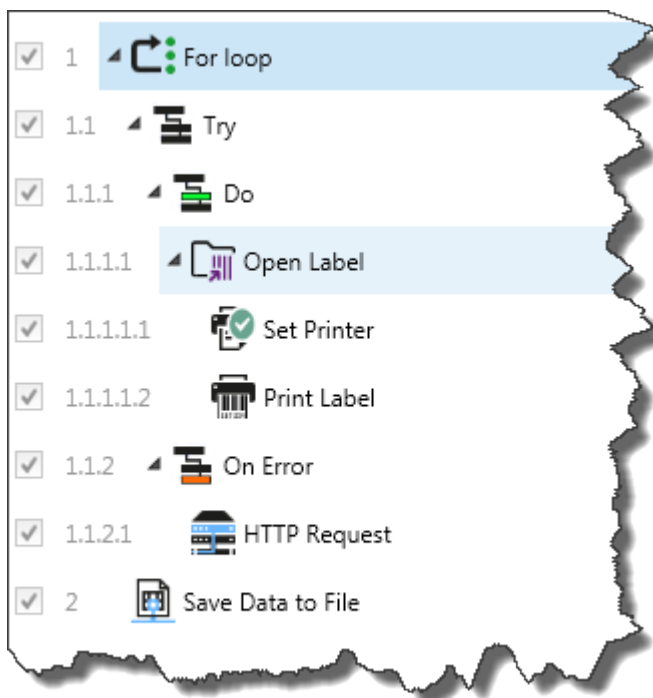 1 For loop
1.1 Try
1.1.1 Do
1.1.1.1 Open Label
1.1.1.1.1 Set Printer
1.1.1.1.2 Print Label
1.1.2 On Error
1.1.2.1 HTTP Request
2 Save Data to File